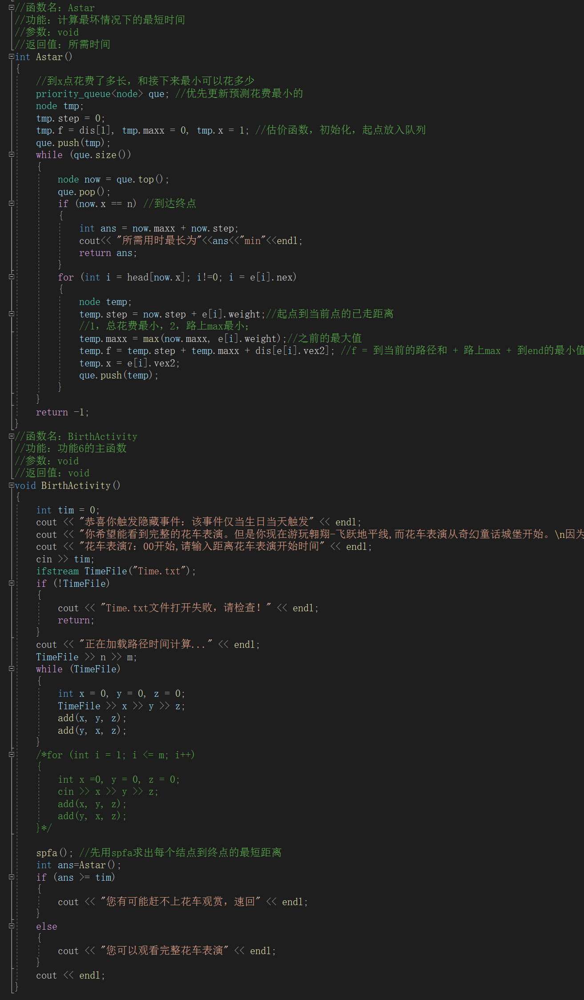 //函数名：Astar
//功能：计算最坏情况下的最短时间
//参数：void
//返回值：所需时间
int Astar()
{
    //到x点花费了多长，和接下来最小可以花多少
    priority_queue<node> que; //优先更新预测花费最小的
    node tmp;
    tmp.step = 0;
    tmp.f = dis[1], tmp.maxx = 0, tmp.x = 1; //估价函数，初始化，起点放入队列
    que.push(tmp);
    while (que.size())
    {
        node now = que.top();
        que.pop();
        if (now.x == n) //到达终点
        {
            int ans = now.maxx + now.step;
            cout<< "所需用时最长为"<<ans<<"min"<<endl;
            return ans;
        }
        for (int i = head[now.x]; i!=0; i = e[i].nex)
        {
            node temp;
            temp.step = now.step + e[i].weight;//起点到当前点的已走距离
            //1，总花费最小，2，路上max最小；
            temp.maxx = max(now.maxx, e[i].weight);//之前的最大值
            temp.f = temp.step + temp.maxx + dis[e[i].vex2]; //f = 到当前的路径和 + 路上max + 到end的最小值
            temp.x = e[i].vex2;
            que.push(temp);
        }
    }
    return -1;
}
//函数名：BirthActivity
//功能：功能6的主函数
//参数：void
//返回值：void
void BirthActivity()
{
    int tim = 0;
    cout << "恭喜你触发隐藏事件：该事件仅当生日当天触发" << endl;
    cout << "你希望能看到完整的花车表演。但是你现在游玩翱翔-飞跃地平线,而花车表演从奇幻童话城堡开始。\n因为
    cout << "花车表演7：00开始,请输入距离花车表演开始时间" << endl;
    cin >> tim;
    ifstream TimeFile("Time.txt");
    if (!TimeFile)
    {
        cout << "Time.txt文件打开失败，请检查！" << endl;
        return;
    }
    cout << "正在加载路径时间计算..." << endl;
    TimeFile >> n >> m;
    while (TimeFile)
    {
        int x = 0, y = 0, z = 0;
        TimeFile >> x >> y >> z;
        add(x, y, z);
        add(y, x, z);
    }
    /*for (int i = 1; i <= m; i++)
    {
        int x =0, y = 0, z = 0;
        cin >> x >> y >> z;
        add(x, y, z);
        add(y, x, z);
    }*/
    spfa(); //先用spfa求出每个结点到终点的最短距离
    int ans=Astar();
    if (ans >= tim)
    {
        cout << "您有可能赶不上花车观赏，速回" << endl;
    }
    else
    {
        cout << "您可以观看完整花车表演" << endl;
    }
    cout << endl;
}